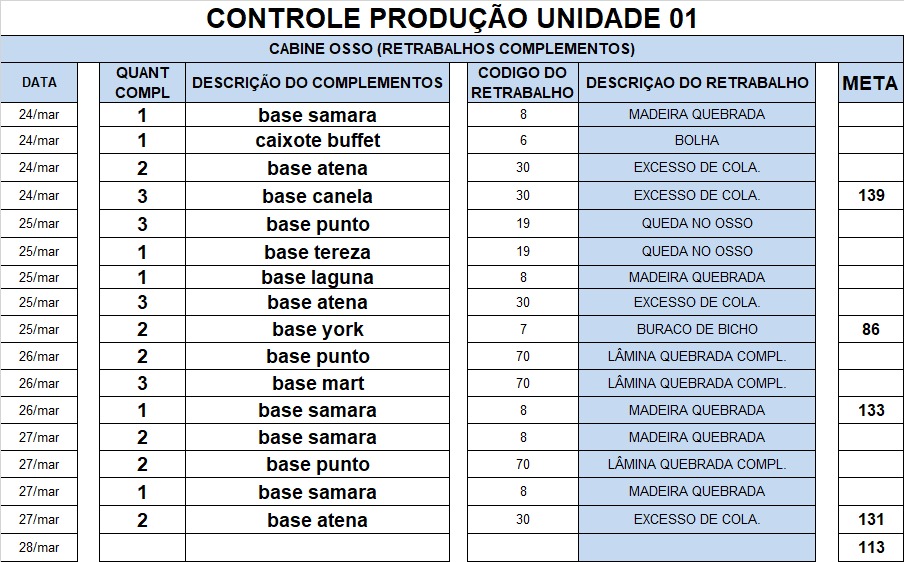 CONTROLE PRODUÇÃO UNIDADE 01
CABINE OSSO (RETRABALHOS COMPLEMENTOS)
DATA QUANT COMPL DESCRIÇÃO DO COMPLEMENTOS CODIGO DO RETRABALHO DESCRIÇAO DO RETRABALHO META
24/mar 1 base samara 8 MADEIRA QUEBRADA
24/mar 1 caixote buffet 6 BOLHA
24/mar 2 base atena 30 EXCESSO DE COLA.
24/mar 3 base canela 30 EXCESSO DE COLA. 139
25/mar 3 base punto 19 QUEDA NO OSSO
25/mar 1 base tereza 19 QUEDA NO OSSO
25/mar 1 base laguna 8 MADEIRA QUEBRADA
25/mar 3 base atena 30 EXCESSO DE COLA.
25/mar 2 base york 7 BURACO DE BICHO 86
26/mar 2 base punto 70 LÂMINA QUEBRADA COMPL.
26/mar 3 base mart 70 LÂMINA QUEBRADA COMPL.
26/mar 1 base samara 8 MADEIRA QUEBRADA 133
27/mar 2 base samara 8 MADEIRA QUEBRADA
27/mar 2 base punto 70 LÂMINA QUEBRADA COMPL.
27/mar 1 base samara 8 MADEIRA QUEBRADA
27/mar 2 base atena 30 EXCESSO DE COLA. 131
28/mar 113